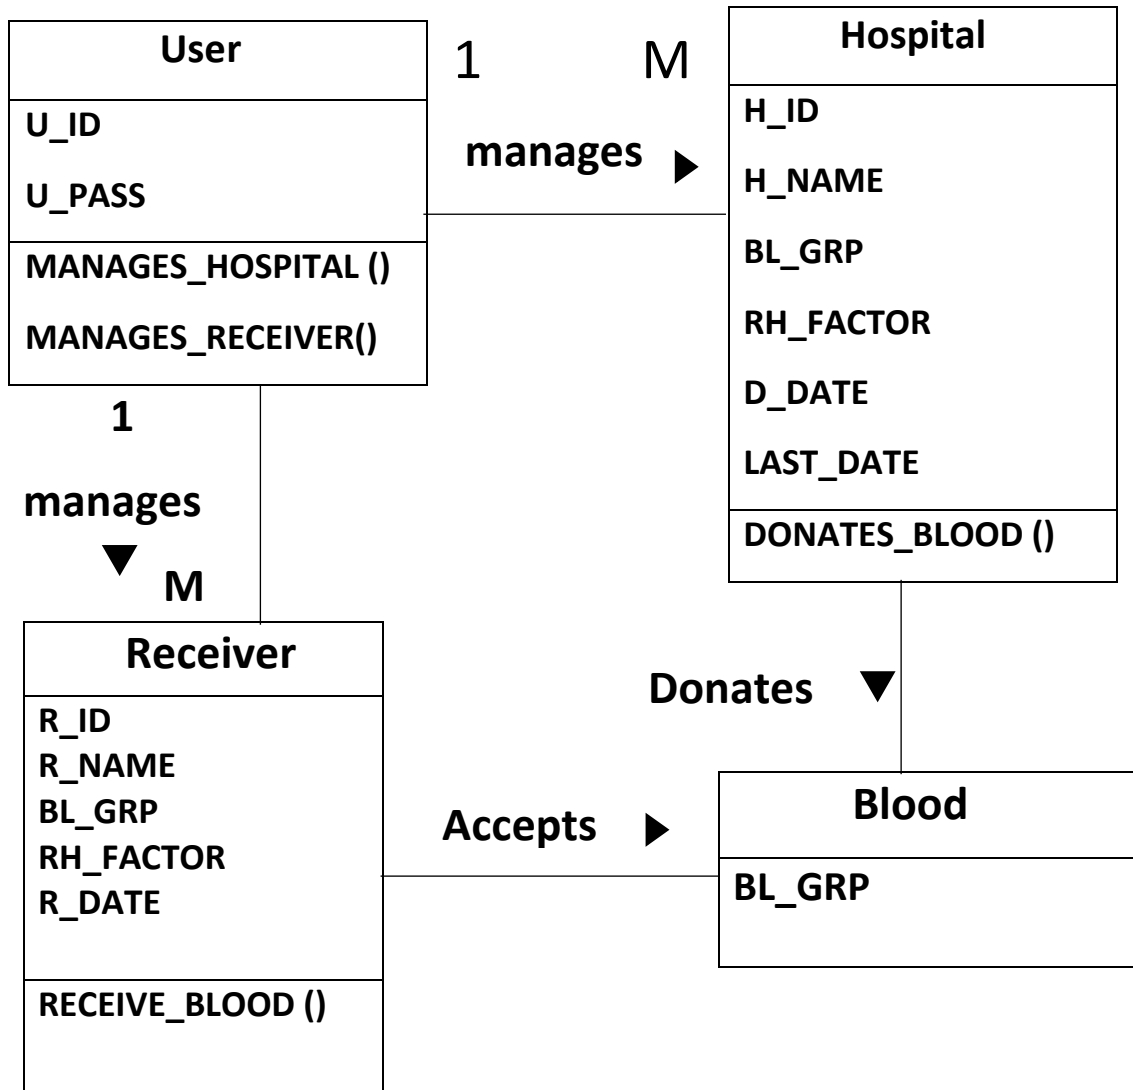 User
U_ID
U_PASS
MANAGES_HOSPITAL ()
MANAGES_RECEIVER()
1 M
manages
Hospital
H_ID
H_NAME
BL_GRP
RH_FACTOR
D_DATE
LAST_DATE
DONATES_BLOOD ()
1
manages
M
Receiver
R_ID
R_NAME
BL_GRP
RH_FACTOR
R_DATE
RECEIVE_BLOOD ()
Donates
Accepts
Blood
BL_GRP